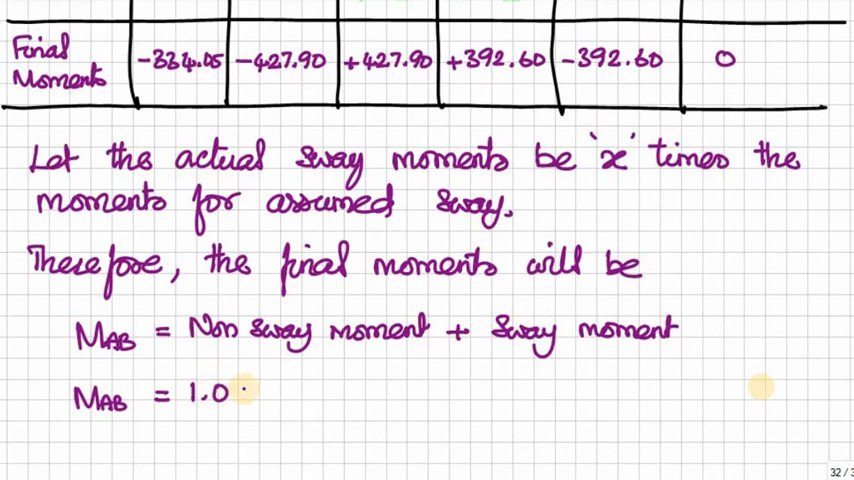 Final Moments -334.05 -427.90 +427.90 +392.60 -392.60 0
Let the actual sway moments be 'x' times the
moments for assumed sway.
Therefore, the final moments will be
MAB = Non sway moment + sway moment
MAB = 1.0
32/3